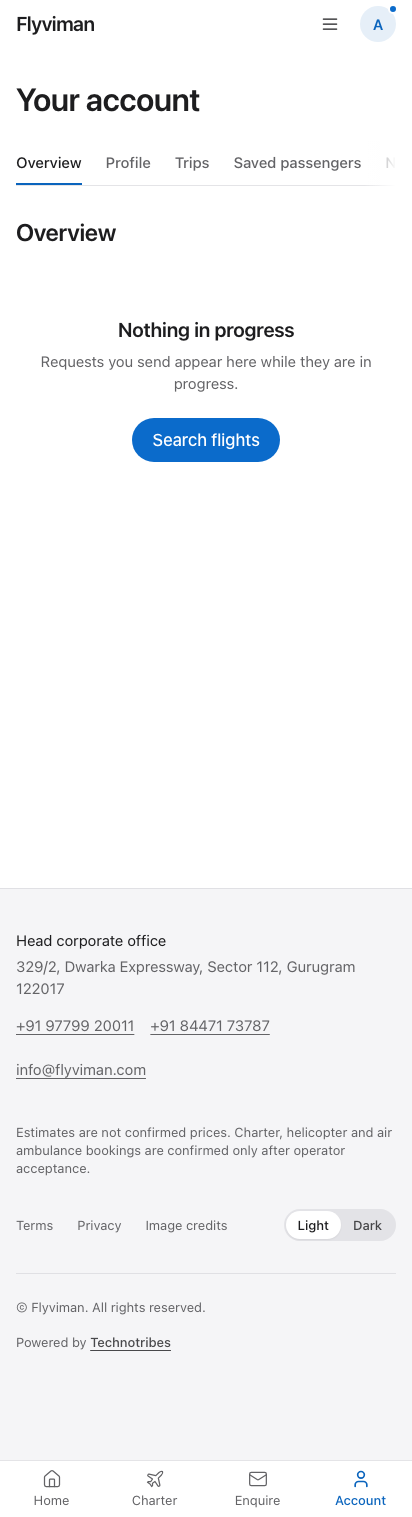 Flyviman
A
Your account
Overview Profile Trips Saved passengers
Overview
Nothing in progress
Requests you send appear here while they are in
progress.
Search flights
Head corporate office
329/2, Dwarka Expressway, Sector 112, Gurugram
122017
+91 97799 20011 +91 84471 73787
info@flyviman.com
Estimates are not confirmed prices. Charter, helicopter and air
ambulance bookings are confirmed only after operator
acceptance.
Terms Privacy Image credits Light Dark
© Flyviman. All rights reserved.
Powered by Technotribes
Home Charter Enquire Account